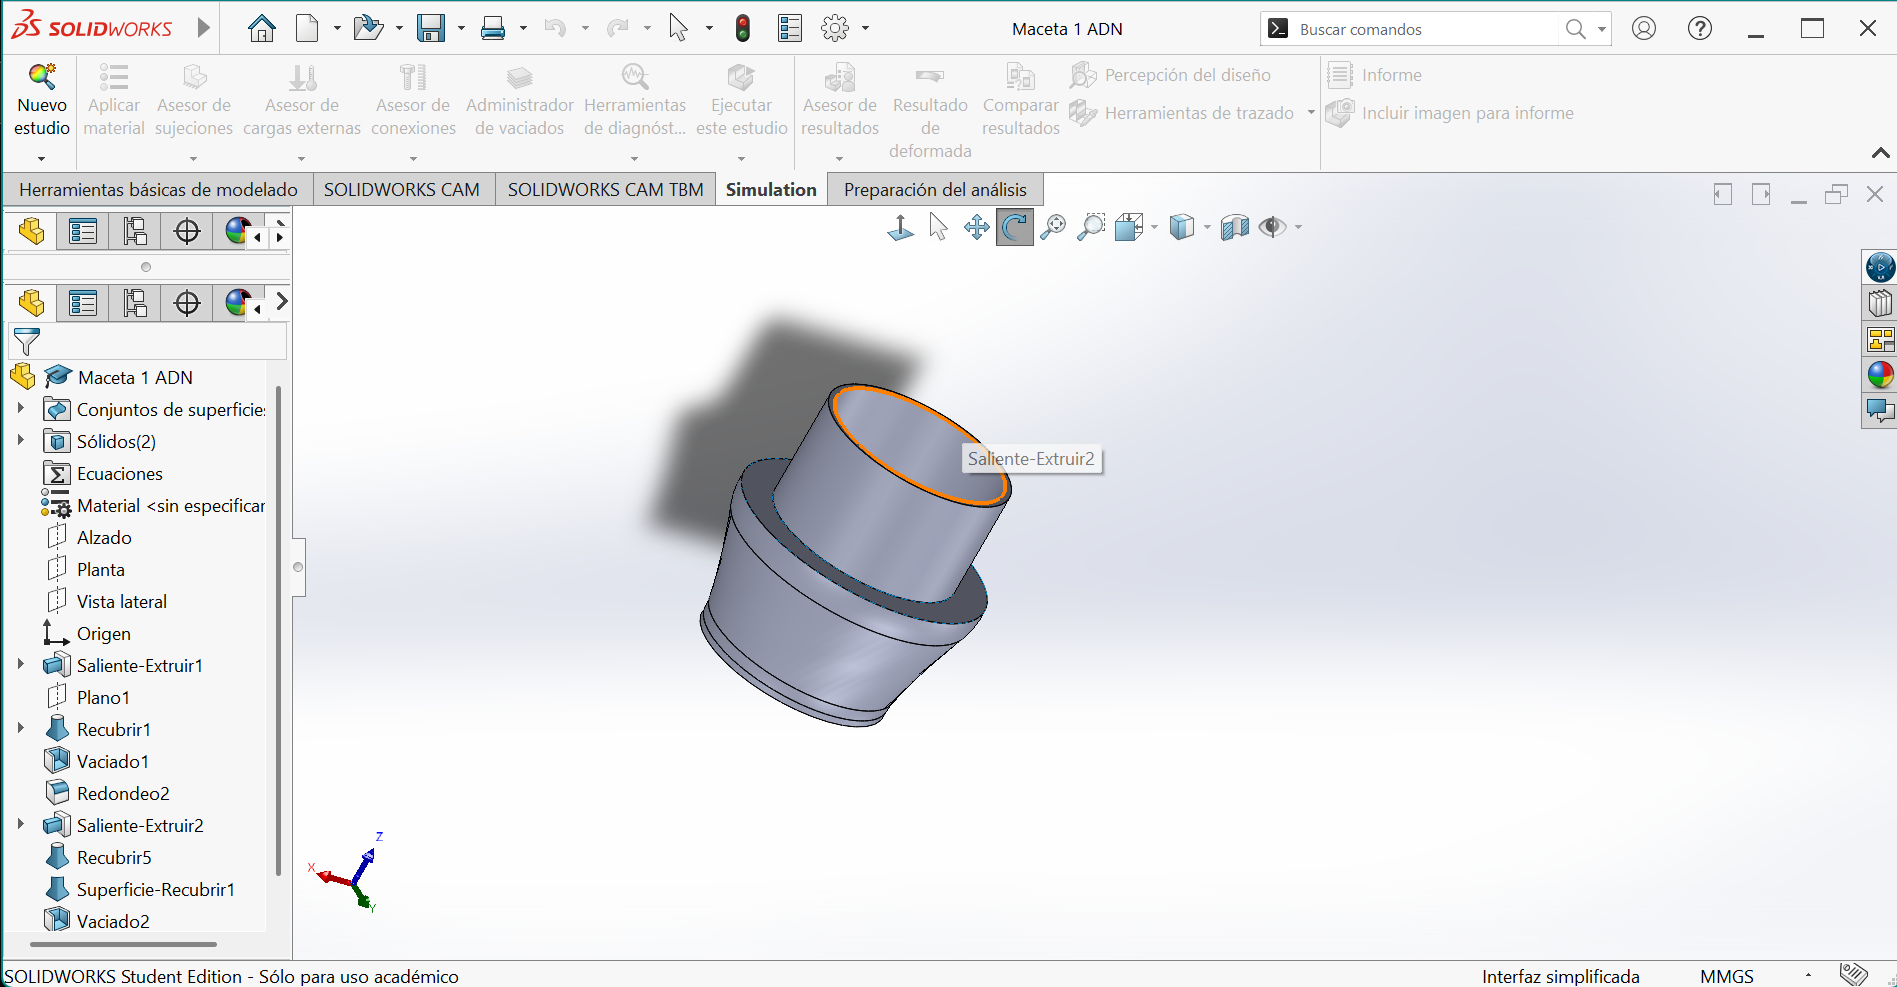 SOLIDWORKS
Maceta 1 ADN
Buscar comandos
Nuevo estudio
Aplicar material
Asesor de sujeciones
Asesor de cargas externas
Asesor de conexiones
Administrador de vaciados
Herramientas de diagnóst...
Ejecutar este estudio
Asesor de resultados
Resultado de deformada
Comparar resultados
Percepción del diseño
Herramientas de trazado
Informe
Incluir imagen para informe
Herramientas básicas de modelado
SOLIDWORKS CAM
SOLIDWORKS CAM TBM
Simulation
Preparación del análisis
Maceta 1 ADN
Conjuntos de superficie
Sólidos(2)
Ecuaciones
Material <sin especificar
Alzado
Planta
Vista lateral
Origen
Saliente-Extruir1
Plano1
Recubrir1
Vaciado1
Redondeo2
Saliente-Extruir2
Recubrir5
Superficie-Recubrir1
Vaciado2
Saliente-Extruir2
Z
X
Y
SOLIDWORKS Student Edition - Sólo para uso académico
Interfaz simplificada
MMGS